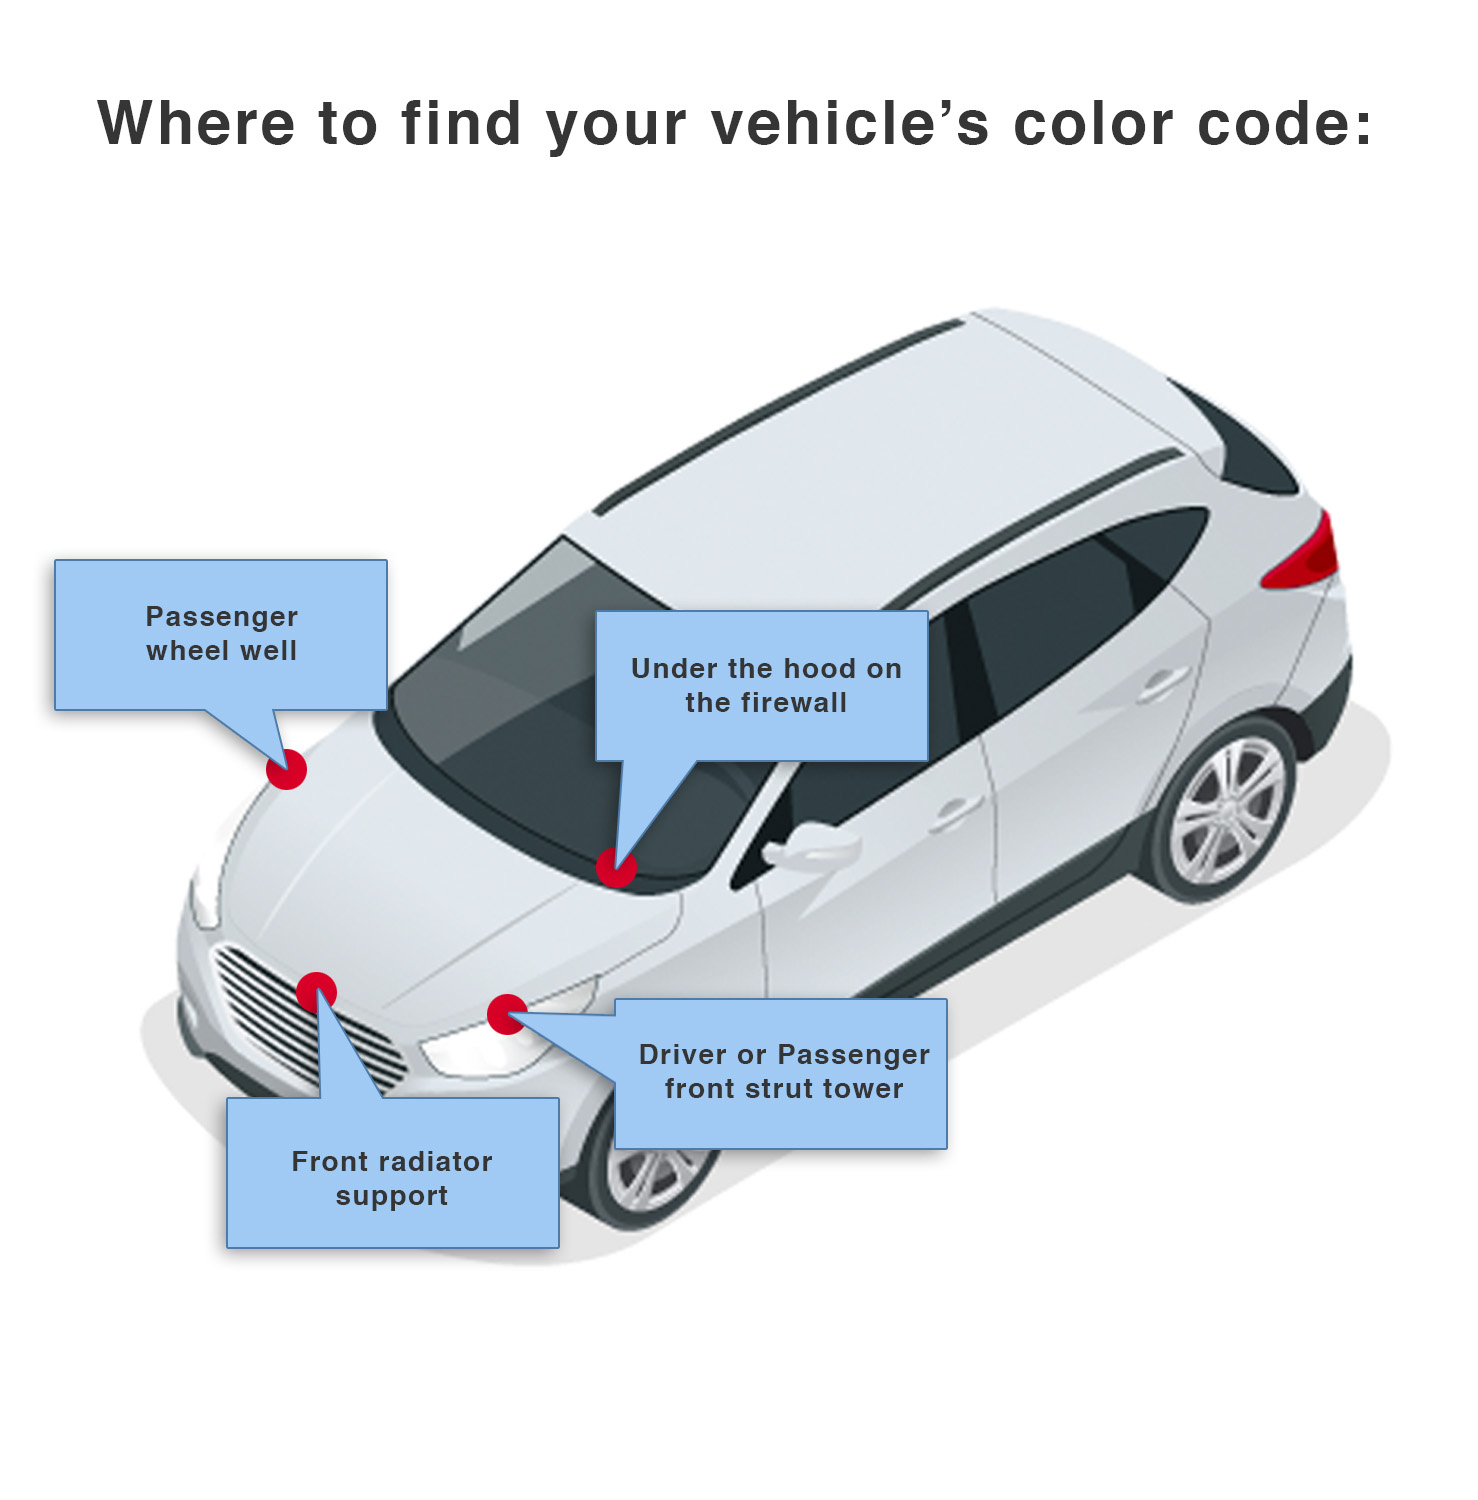 Where to find your vehicle’s color code:
Passenger
wheel well
Under the hood on
the firewall
Driver or Passenger
front strut tower
Front radiator
support